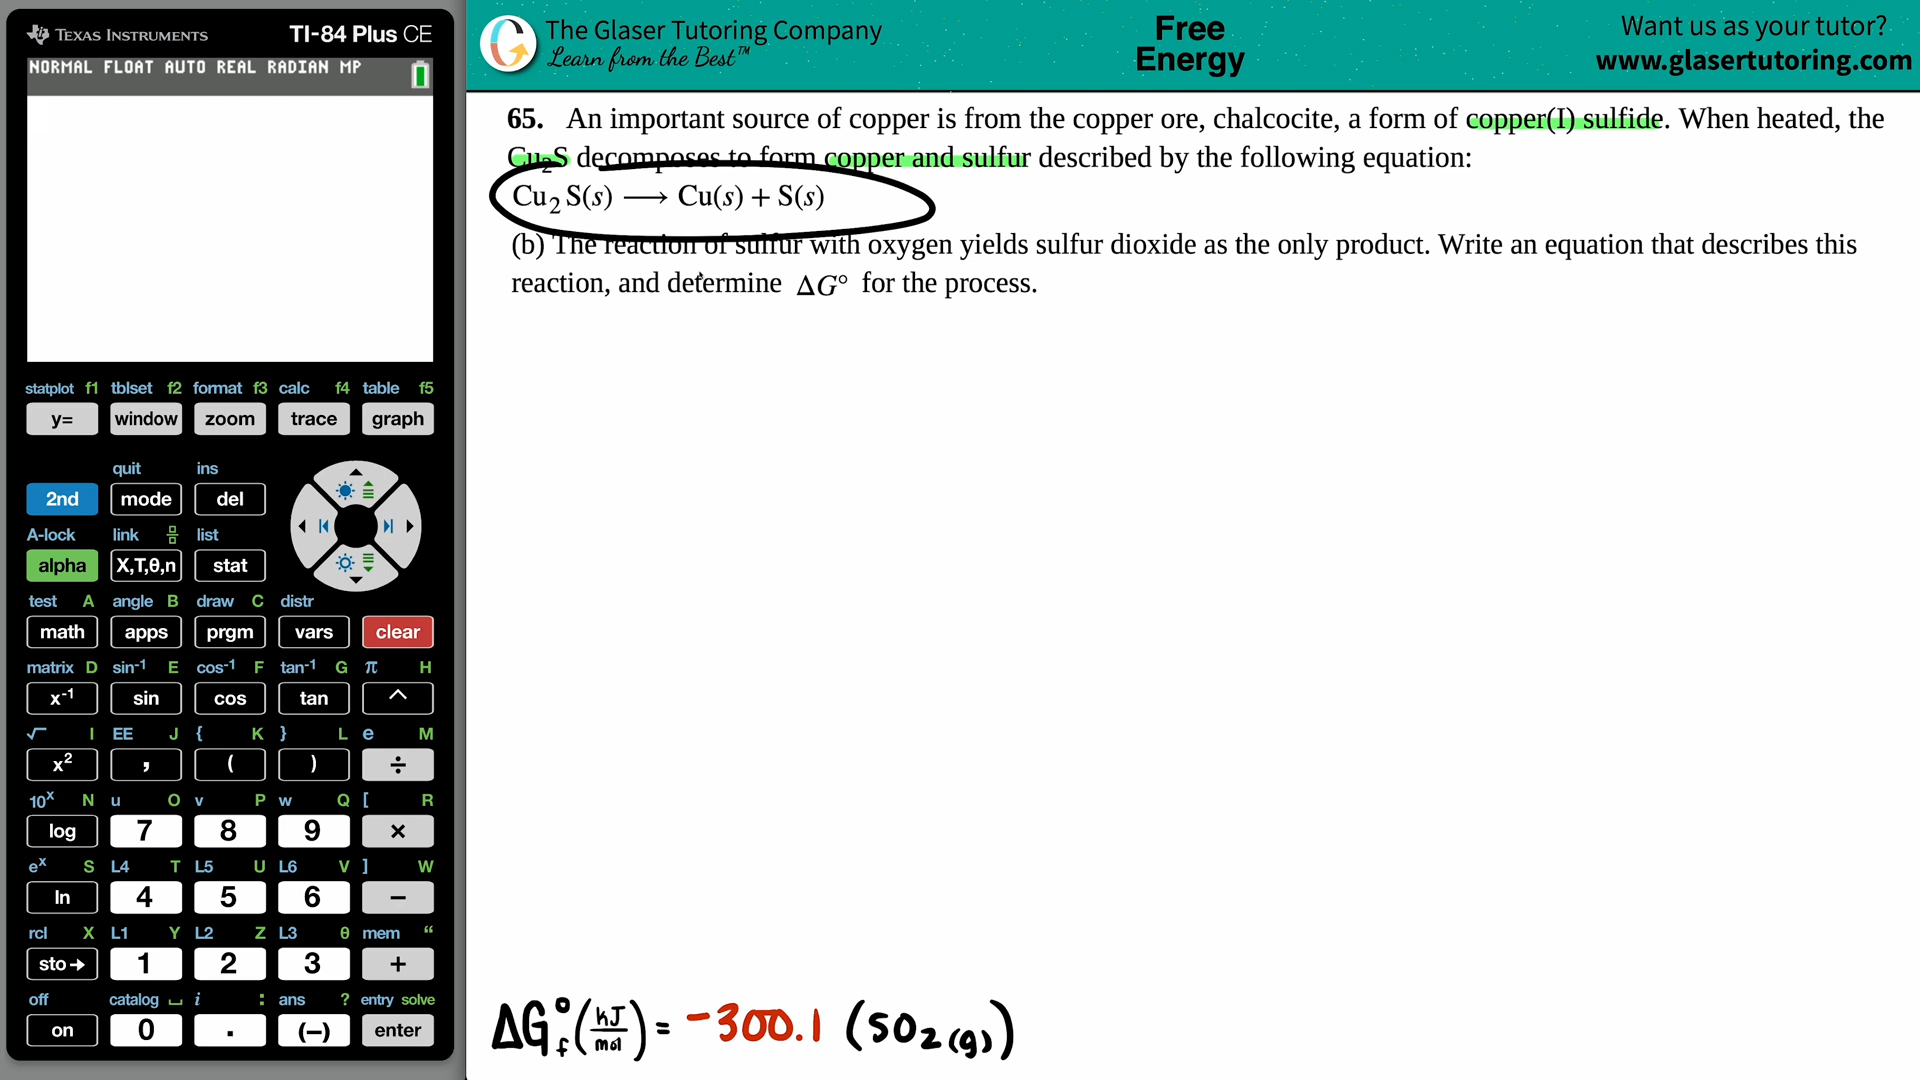 TEXAS INSTRUMENTS TI-84 Plus CE
NORMAL FLOAT AUTO REAL RADIAN MP
statplot f1 tblset f2 format f3 calc f4 table f5
y= window zoom trace graph
quit ins
2nd mode del
A-lock link list
alpha X,T,θ,n stat
test A angle B draw C distr
math apps prgm vars clear
matrix D sin⁻¹ E cos⁻¹ F tan⁻¹ G π H
x⁻¹ sin cos tan ^
√ I EE J { K } L e M
x² , ( ) ÷
10ˣ N u O v P w Q [ R
log 7 8 9 ×
eˣ S L4 T L5 U L6 V ] W
ln 4 5 6 −
rcl X L1 Y L2 Z L3 θ mem “
sto→ 1 2 3 +
off catalog ␣ i : ans ? entry solve
on 0 . (−) enter
The Glaser Tutoring Company
Learn from the Best™
Free
Energy
Want us as your tutor?
www.glasertutoring.com
65. An important source of copper is from the copper ore, chalcocite, a form of copper(I) sulfide. When heated, the
Cu₂S decomposes to form copper and sulfur described by the following equation:
Cu₂ S(s) ⟶ Cu(s) + S(s)
(b) The reaction of sulfur with oxygen yields sulfur dioxide as the only product. Write an equation that describes this
reaction, and determine ΔG° for the process.
ΔG°f (kJ/mol) = -300.1 (SO₂(g))